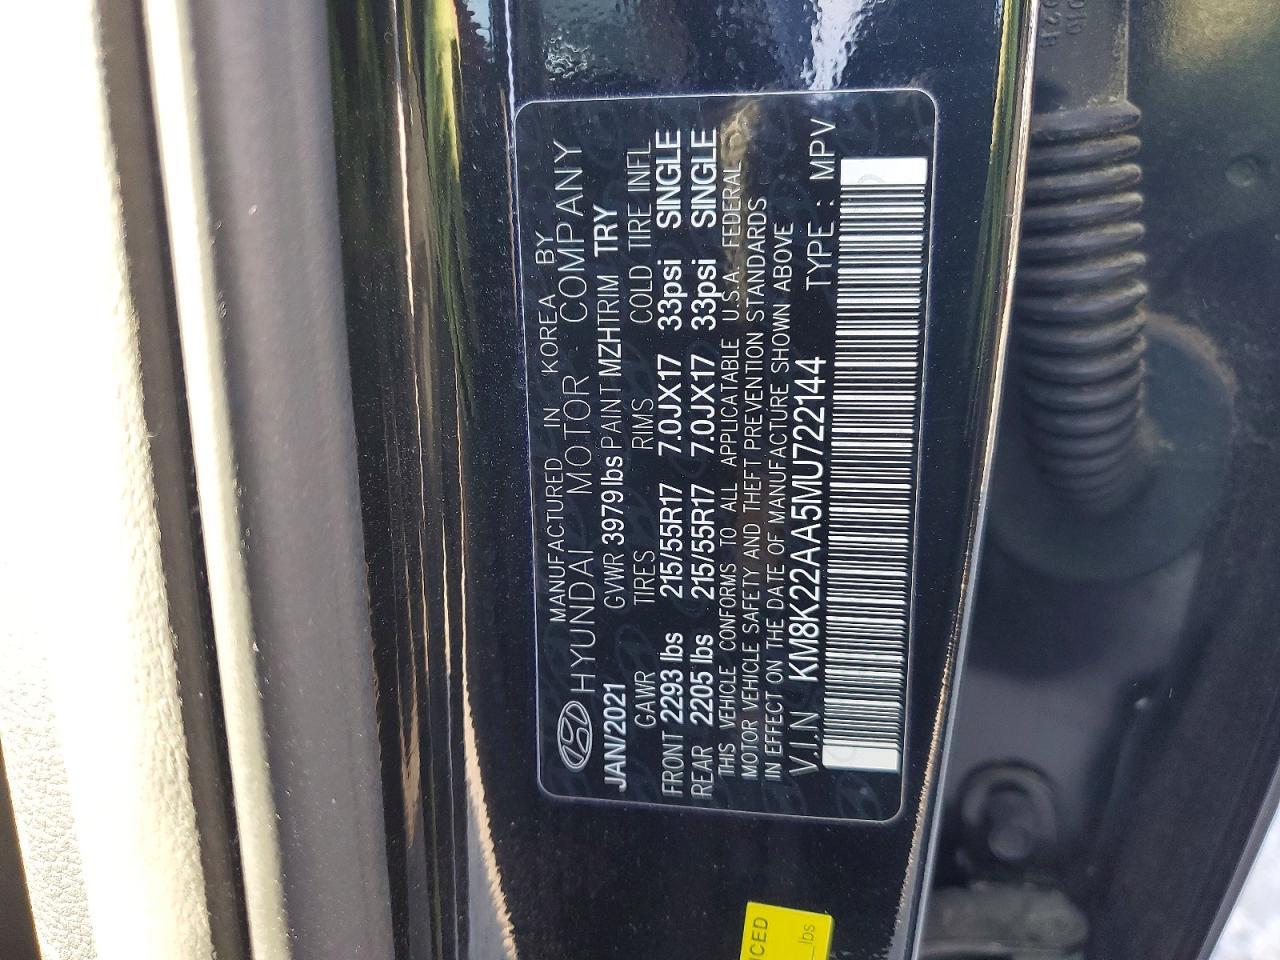 MANUFACTURED IN KOREA BY
HYUNDAI MOTOR COMPANY
JAN/2021 GVWR 3979 lbs PAINT MZH TRIM TRY
GAWR TIRES RIMS COLD TIRE INFL
FRONT 2293 lbs 215/55R17 7.0JX17 33psi SINGLE
REAR 2205 lbs 215/55R17 7.0JX17 33psi SINGLE
THIS VEHICLE CONFORMS TO ALL APPLICATABLE U.S.A. FEDERAL
MOTOR VEHICLE SAFETY AND THEFT PREVENTION STANDARDS
IN EFFECT ON THE DATE OF MANUFACTURE SHOWN ABOVE
V.I.N KM8K22AA5MU722144 TYPE : MPV
lbs